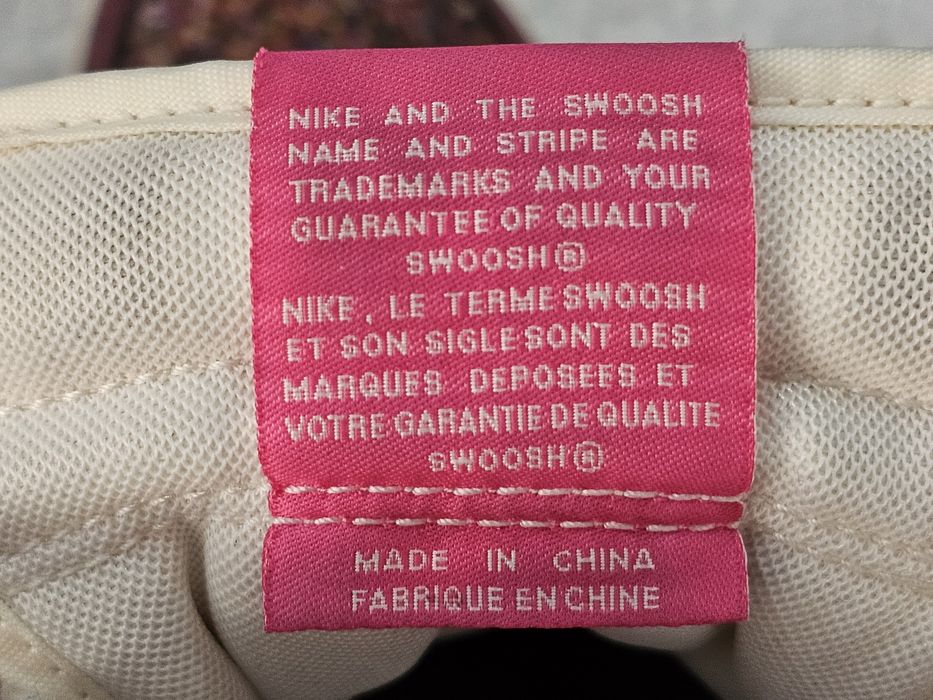 NIKE AND THE SWOOSH
NAME AND STRIPE ARE
TRADEMARKS AND YOUR
GUARANTEE OF QUALITY
SWOOSH®
NIKE, LE TERME SWOOSH
ET SON SIGLE SONT DES
MARQUES DEPOSEES ET
VOTRE GARANTIE DE QUALITE
SWOOSH®
MADE IN CHINA
FABRIQUE EN CHINE